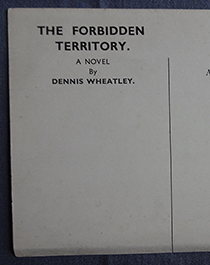 THE FORBIDDEN
TERRITORY.
A NOVEL
By
DENNIS WHEATLEY.